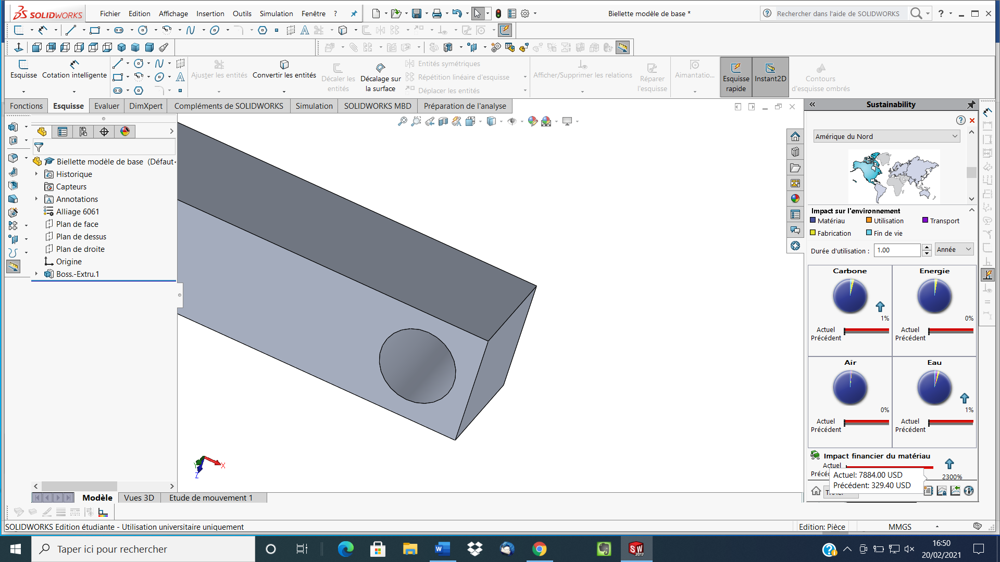 SOLIDWORKS Fichier Edition Affichage Insertion Outils Simulation Fenêtre ? Biellette modèle de base * Rechercher dans l'aide de SOLIDWORKS ?
Esquisse Cotation intelligente Ajuster les entités Convertir les entités Décaler les entités Décalage sur la surface
Entités symétriques
Répétition linéaire d'esquisse
Déplacer les entités
Afficher/Supprimer les relations Réparer l'esquisse Aimantatio... Esquisse rapide Instant2D Contours d'esquisse ombrés
Fonctions Esquisse Evaluer DimXpert Compléments de SOLIDWORKS Simulation SOLIDWORKS MBD Préparation de l'analyse
Biellette modèle de base (Défaut<
Historique
Capteurs
Annotations
Alliage 6061
Plan de face
Plan de dessus
Plan de droite
Origine
Boss.-Extru.1
X
Y
Z
Sustainability
Amérique du Nord
Impact sur l'environnement
Matériau Utilisation Transport
Fabrication Fin de vie
Durée d'utilisation : 1.00 Année
Carbone Energie
1% 0%
Actuel Actuel
Précédent Précédent
Air Eau
0% 1%
Actuel Actuel
Précédent Précédent
Impact financier du matériau
Actuel
2300%
Actuel: 7884.00 USD
Précédent: 329.40 USD
Modèle Vues 3D Etude de mouvement 1
SOLIDWORKS Edition étudiante - Utilisation universitaire uniquement Edition: Pièce MMGS
Taper ici pour rechercher
SW 2017
16:50
20/02/2021